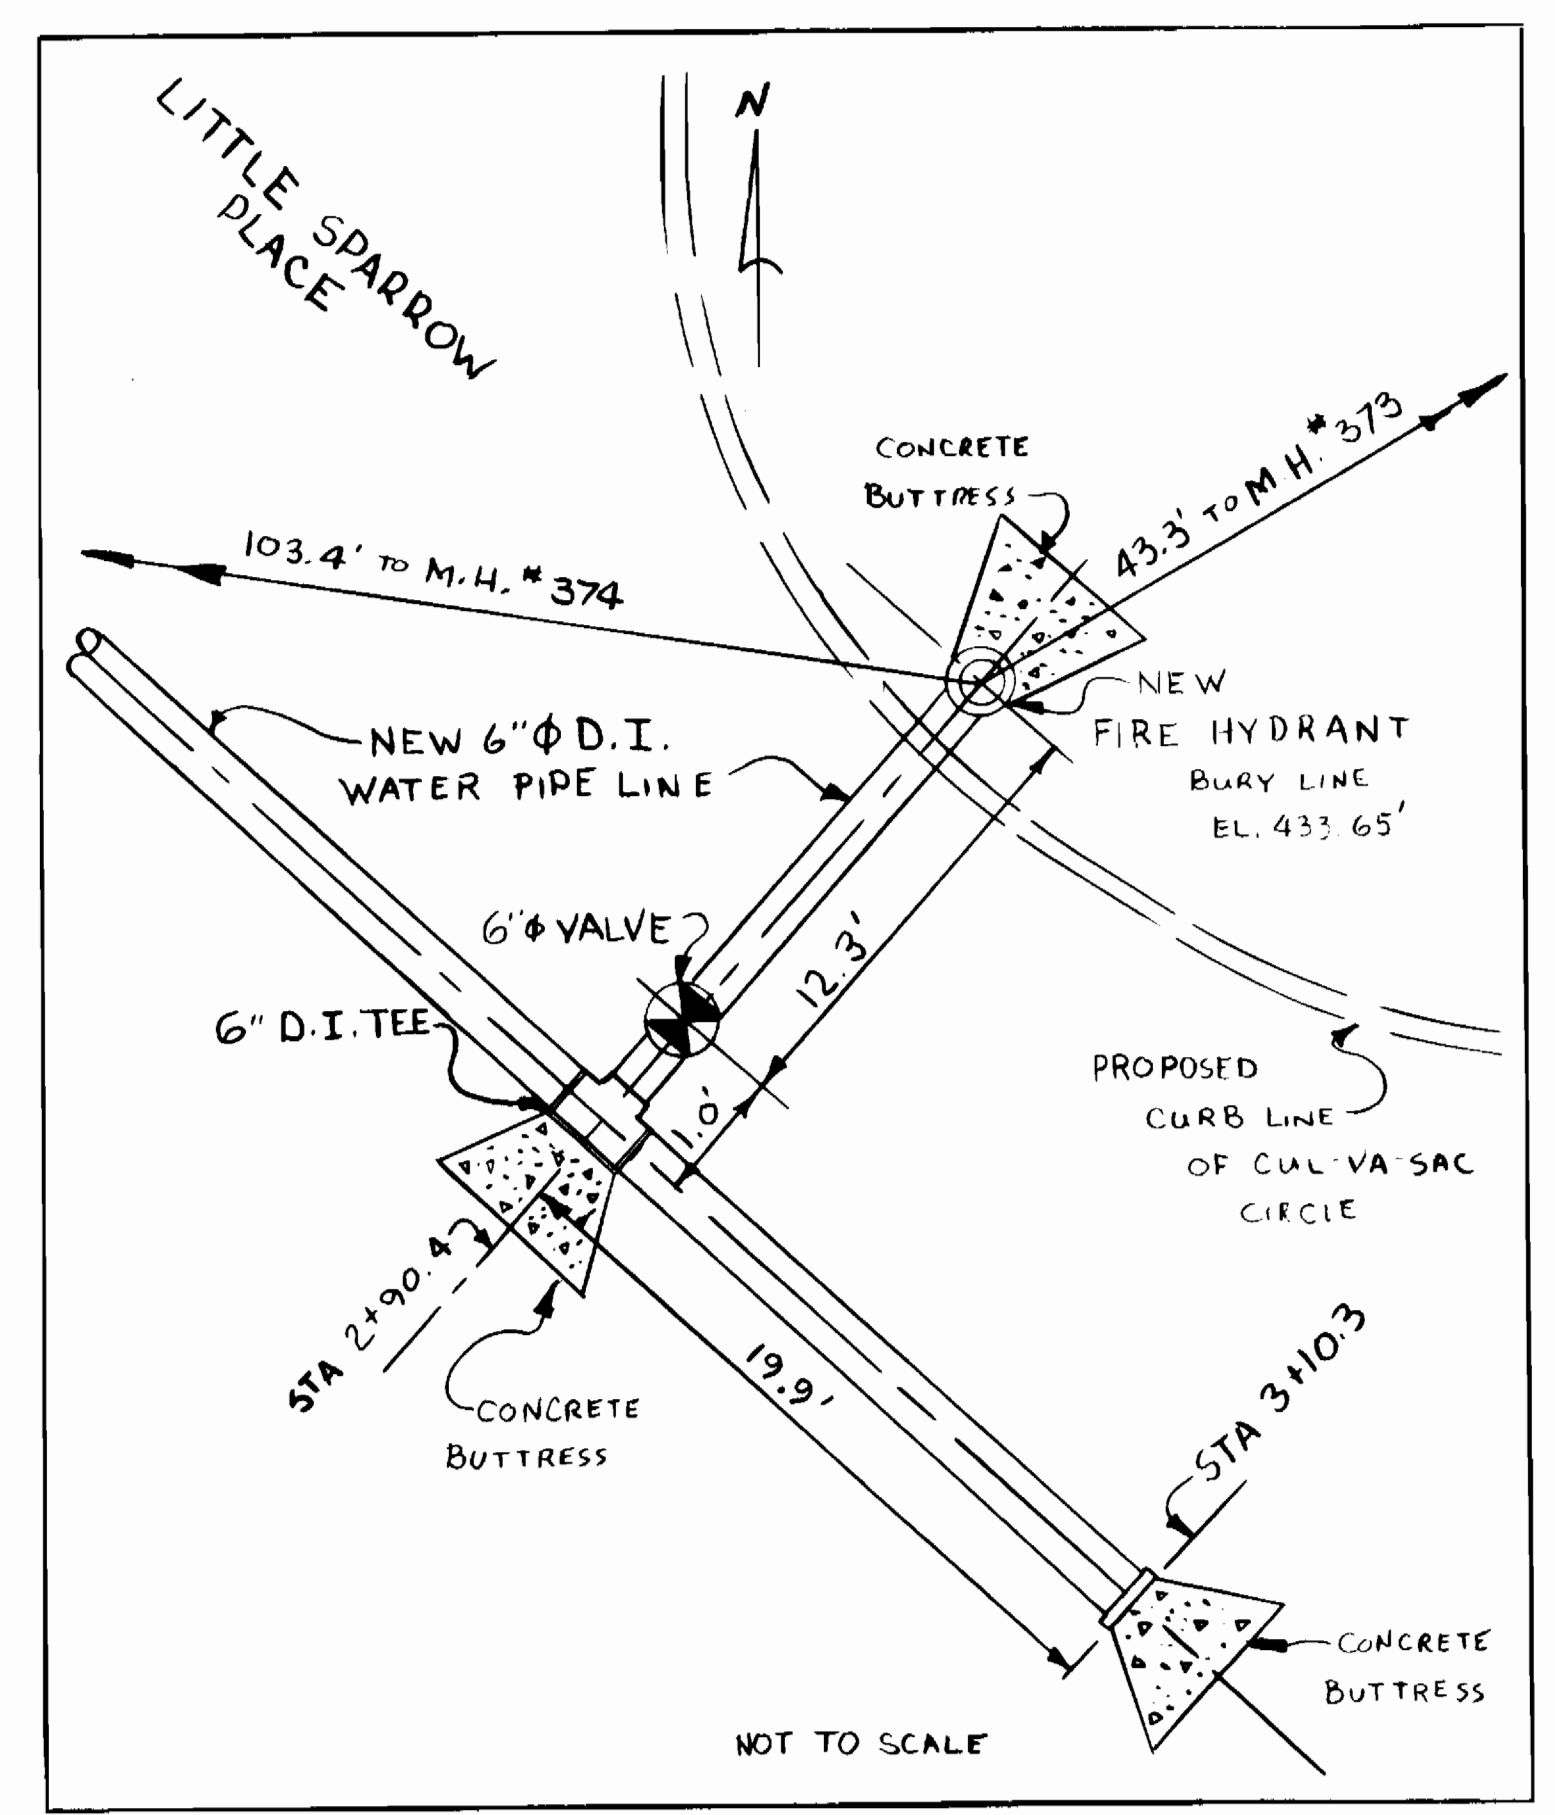 LITTLE SPARROW
PLACE
N
CONCRETE
BUTTRESS
43.3' TO M.H. #373
103.4' TO M.H. #374
NEW
FIRE HYDRANT
BURY LINE
EL. 433.65'
NEW 6"Φ D.I.
WATER PIPE LINE
6"Φ VALVE
12.3'
6" D.I. TEE
1.0'
PROPOSED
CURB LINE
OF CUL-VA-SAC
CIRCLE
STA 2+90.4
CONCRETE
BUTTRESS
19.9'
STA 3+10.3
CONCRETE
BUTTRESS
NOT TO SCALE